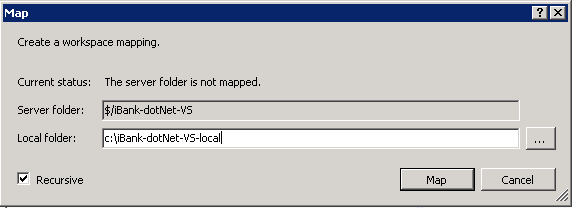 Map
Create a workspace mapping.
Current status: The server folder is not mapped.
Server folder: $/iBank-dotNet-VS
Local folder: c:\iBank-dotNet-VS-local ...
Recursive Map Cancel